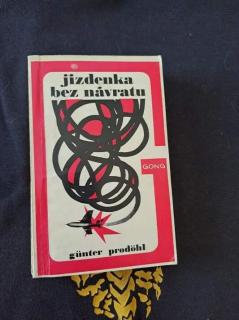 jizdenka
bez návratu
GONG
günter prodöhl